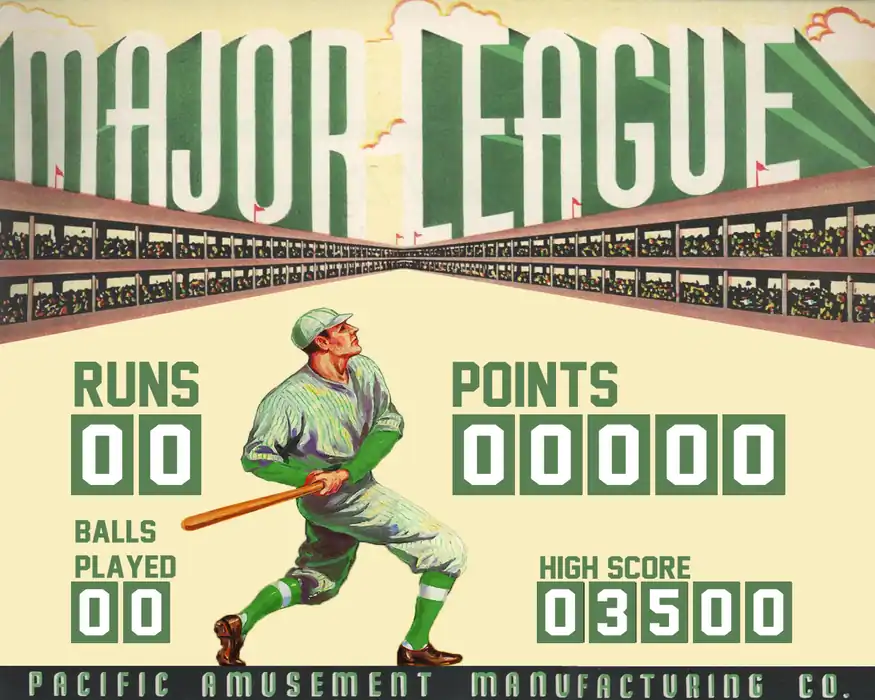 MAJOR LEAGUE
RUNS
00
POINTS
00000
BALLS
PLAYED
00
HIGH SCORE
03500
PACIFIC AMUSEMENT MANUFACTURING CO.